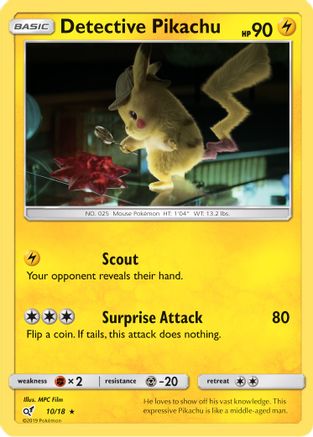 BASIC Detective Pikachu HP 90
NO. 025 Mouse Pokémon HT: 1'04" WT: 13.2 lbs.
Scout
Your opponent reveals their hand.
Surprise Attack 80
Flip a coin. If tails, this attack does nothing.
weakness × 2 resistance -20 retreat
Illus. MPC Film
10/18 ★
©2019 Pokémon
He loves to show off his vast knowledge. This
expressive Pikachu is like a middle-aged man.